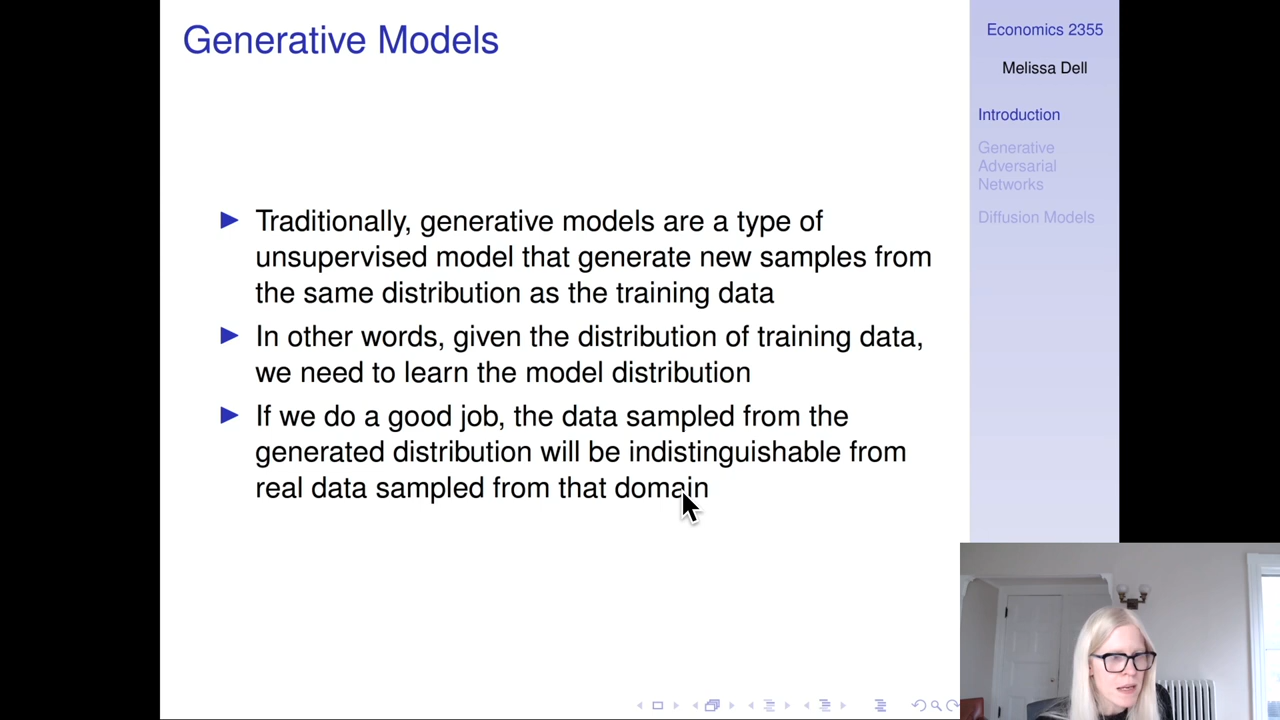 Generative Models
Traditionally, generative models are a type of
unsupervised model that generate new samples from
the same distribution as the training data
In other words, given the distribution of training data,
we need to learn the model distribution
If we do a good job, the data sampled from the
generated distribution will be indistinguishable from
real data sampled from that domain
Economics 2355
Melissa Dell
Introduction
Generative
Adversarial
Networks
Diffusion Models